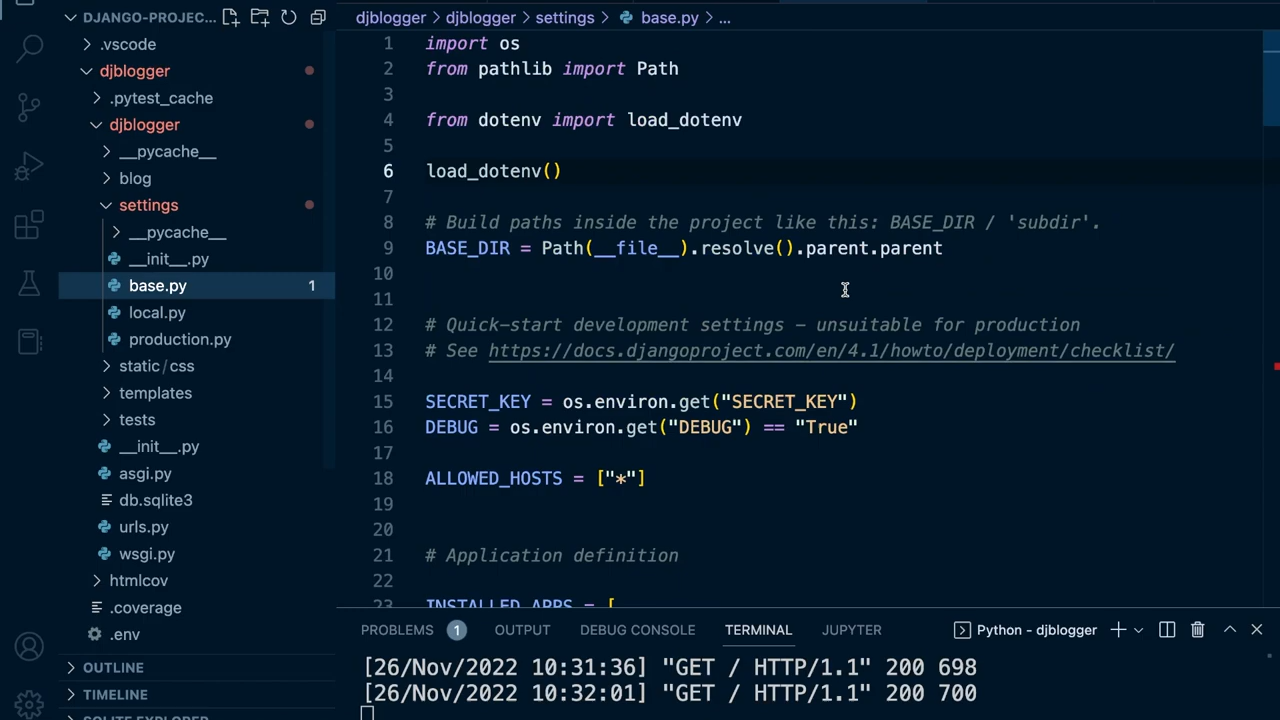 DJANGO-PROJEC...
.vscode
djblogger
.pytest_cache
djblogger
__pycache__
blog
settings
__pycache__
__init__.py
base.py 1
local.py
production.py
static/css
templates
tests
__init__.py
asgi.py
db.sqlite3
urls.py
wsgi.py
htmlcov
.coverage
.env
OUTLINE
TIMELINE
SQLITE EXPLORER
djblogger > djblogger > settings > base.py > ...
1 import os
2 from pathlib import Path
3
4 from dotenv import load_dotenv
5
6 load_dotenv()
7
8 # Build paths inside the project like this: BASE_DIR / 'subdir'.
9 BASE_DIR = Path(__file__).resolve().parent.parent
10
11
12 # Quick-start development settings - unsuitable for production
13 # See https://docs.djangoproject.com/en/4.1/howto/deployment/checklist/
14
15 SECRET_KEY = os.environ.get("SECRET_KEY")
16 DEBUG = os.environ.get("DEBUG") == "True"
17
18 ALLOWED_HOSTS = ["*"]
19
20
21 # Application definition
22
23 INSTALLED_APPS = [
PROBLEMS 1 OUTPUT DEBUG CONSOLE TERMINAL JUPYTER Python - djblogger
[26/Nov/2022 10:31:36] "GET / HTTP/1.1" 200 698
[26/Nov/2022 10:32:01] "GET / HTTP/1.1" 200 700